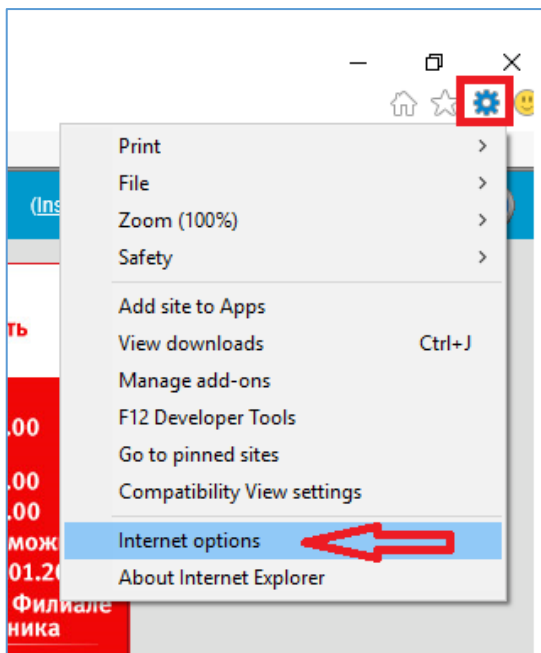 Print
File
Zoom (100%)
Safety
(Ins
Add site to Apps
ть
View downloads Ctrl+J
Manage add-ons
F12 Developer Tools
.00
Go to pinned sites
.00
Compatibility View settings
.00
мож
Internet options
01.20
About Internet Explorer
Филиале
ника